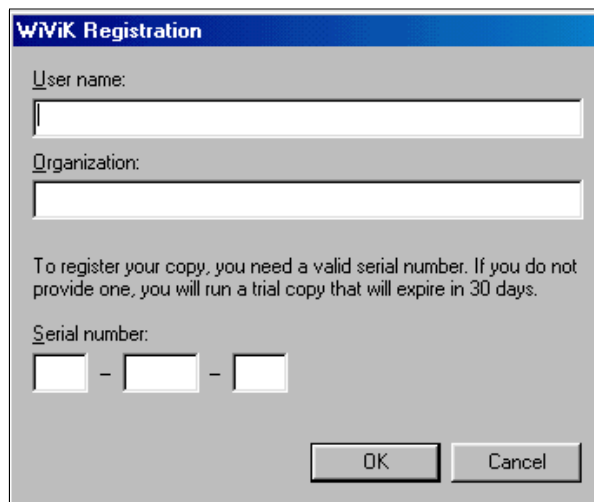 WiViK Registration
User name:
Organization:
To register your copy, you need a valid serial number. If you do not
provide one, you will run a trial copy that will expire in 30 days.
Serial number:
– –
OK Cancel